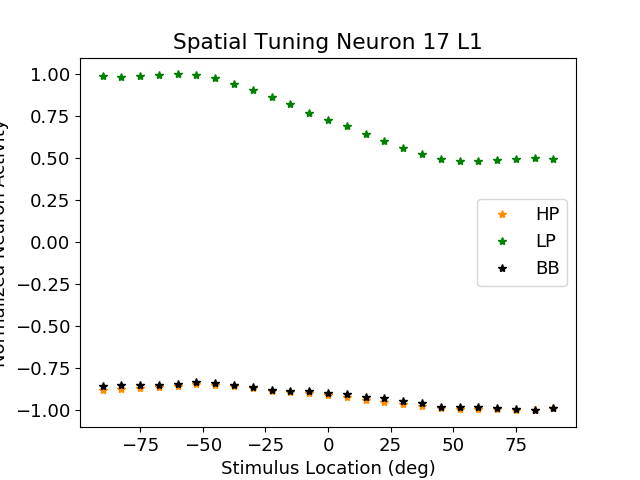 Spatial Tuning Neuron 17 L1
Normalized Neuron Activity
1.00
0.75
0.50
0.25
0.00
−0.25
−0.50
−0.75
−1.00
HP
LP
BB
−75 −50 −25 0 25 50 75
Stimulus Location (deg)